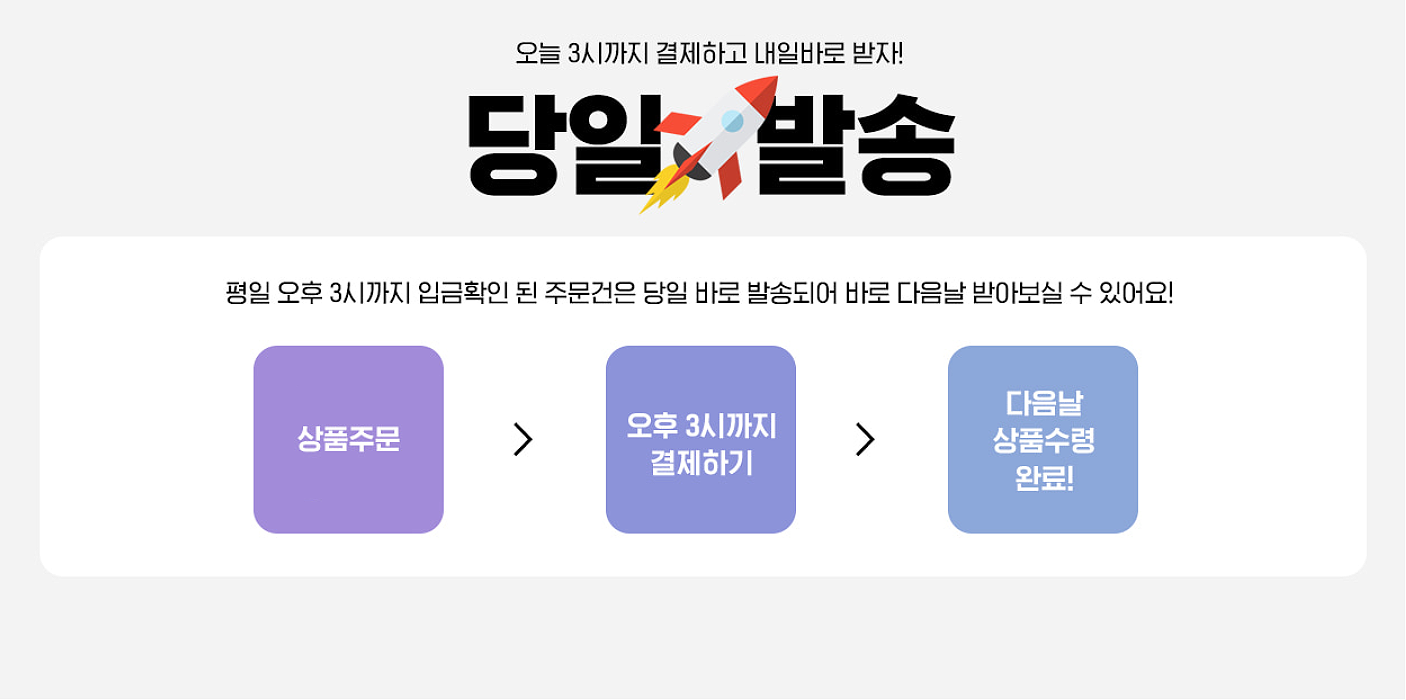 오늘 3시까지 결제하고 내일바로 받자!
당일발송
평일 오후 3시까지 입금확인 된 주문건은 당일 바로 발송되어 바로 다음날 받아보실 수 있어요!
상품주문
오후 3시까지
결제하기
다음날
상품수령
완료!